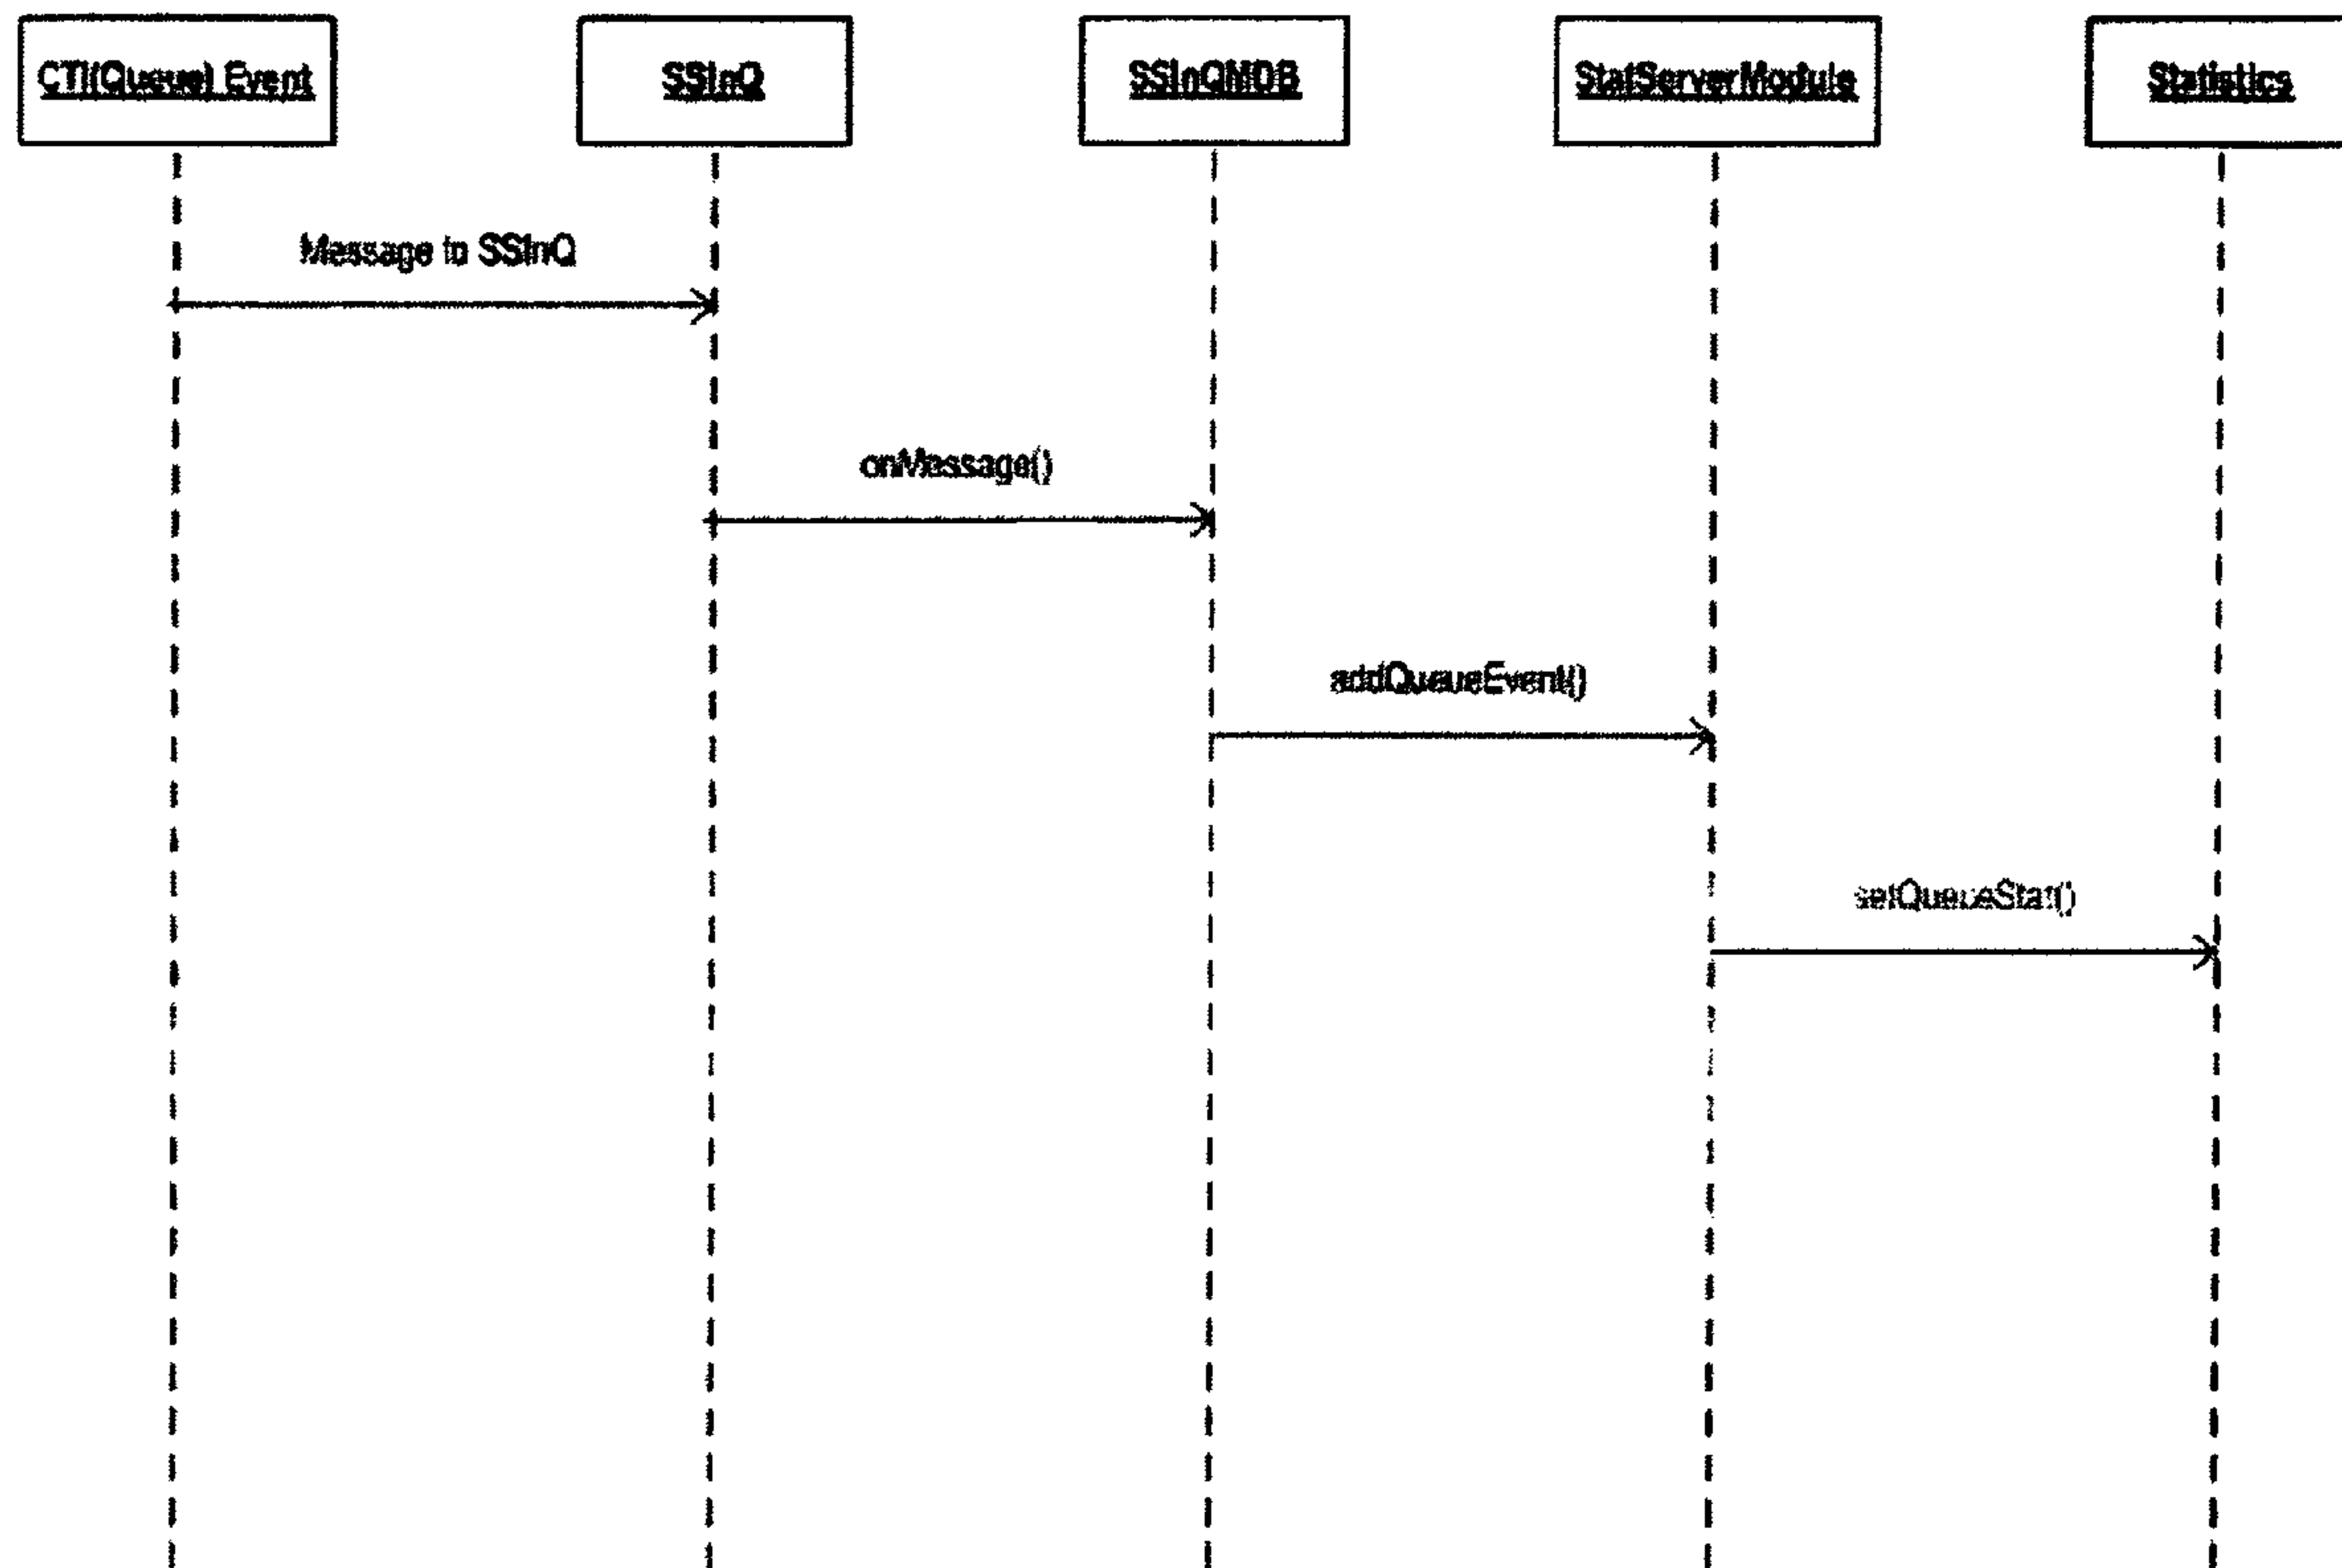 CTI(Queue) Event
SSInQ
SSInQMDB
StatServerModule
Statistics
Message to SSInQ
onMessage()
addQueueEvent()
setQueueStat()